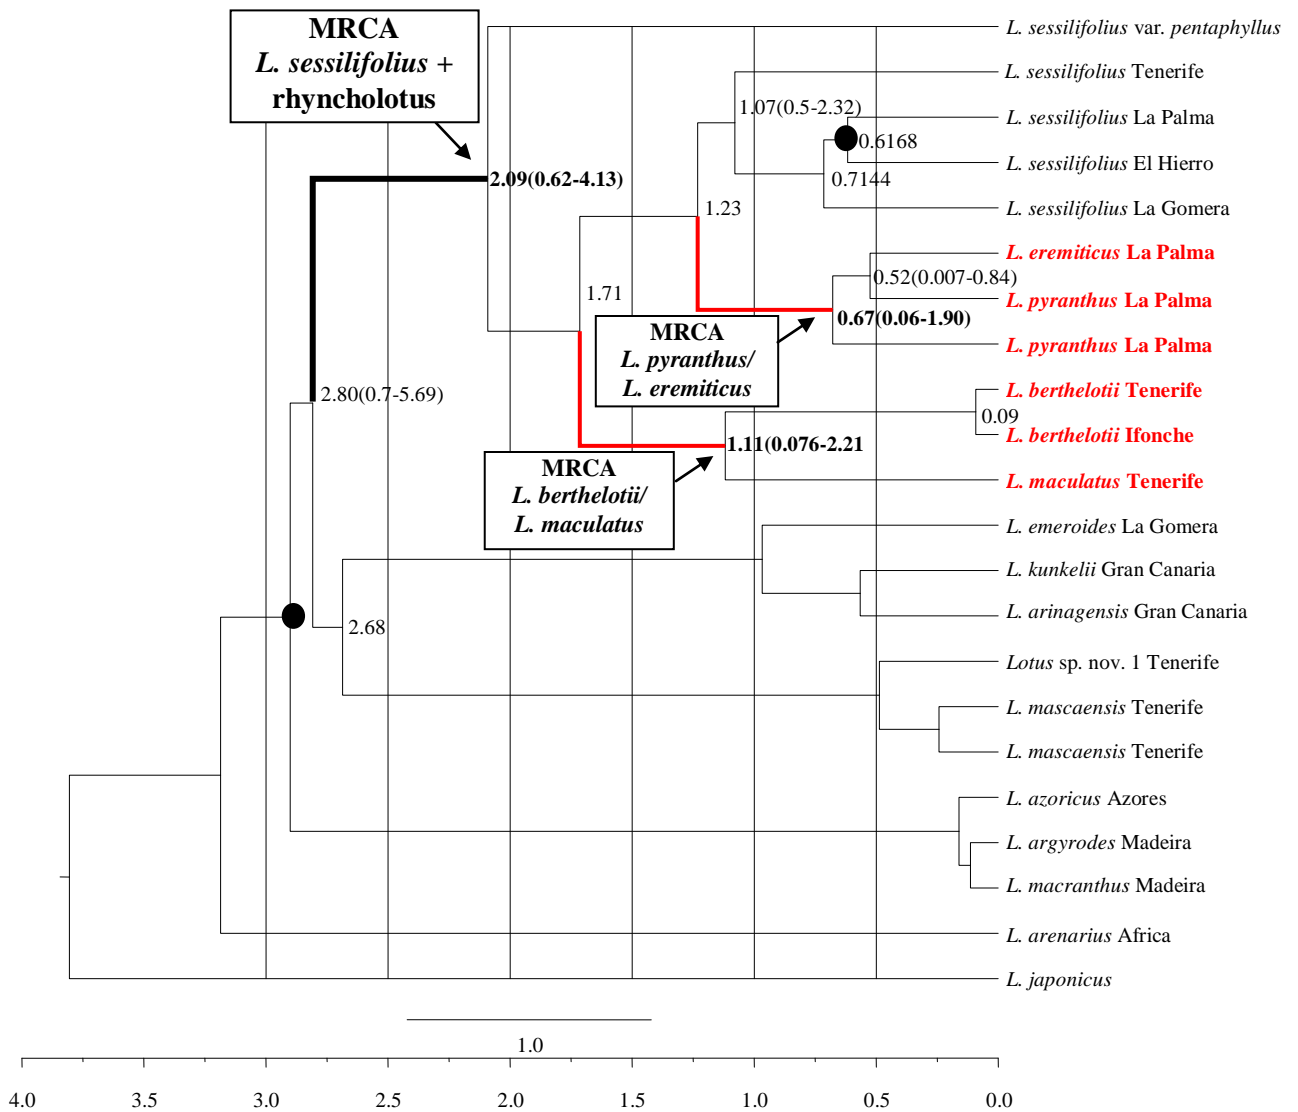 MRCA
L. sessilifolius +
rhyncholotus
L. sessilifolius var. pentaphyllus
L. sessilifolius Tenerife
1.07(0.5-2.32)
L. sessilifolius La Palma
0.6168
L. sessilifolius El Hierro
2.09(0.62-4.13)
0.7144
1.23
L. sessilifolius La Gomera
L. eremiticus La Palma
0.52(0.007-0.84)
1.71
L. pyranthus La Palma
0.67(0.06-1.90)
MRCA
L. pyranthus/
L. eremiticus
L. pyranthus La Palma
2.80(0.7-5.69)
L. berthelotii Tenerife
0.09
L. berthelotii Ifonche
1.11(0.076-2.21
MRCA
L. berthelotii/
L. maculatus
L. maculatus Tenerife
L. emeroides La Gomera
L. kunkelii Gran Canaria
L. arinagensis Gran Canaria
2.68
Lotus sp. nov. 1 Tenerife
L. mascaensis Tenerife
L. mascaensis Tenerife
L. azoricus Azores
L. argyrodes Madeira
L. macranthus Madeira
L. arenarius Africa
L. japonicus
1.0
4.0 3.5 3.0 2.5 2.0 1.5 1.0 0.5 0.0